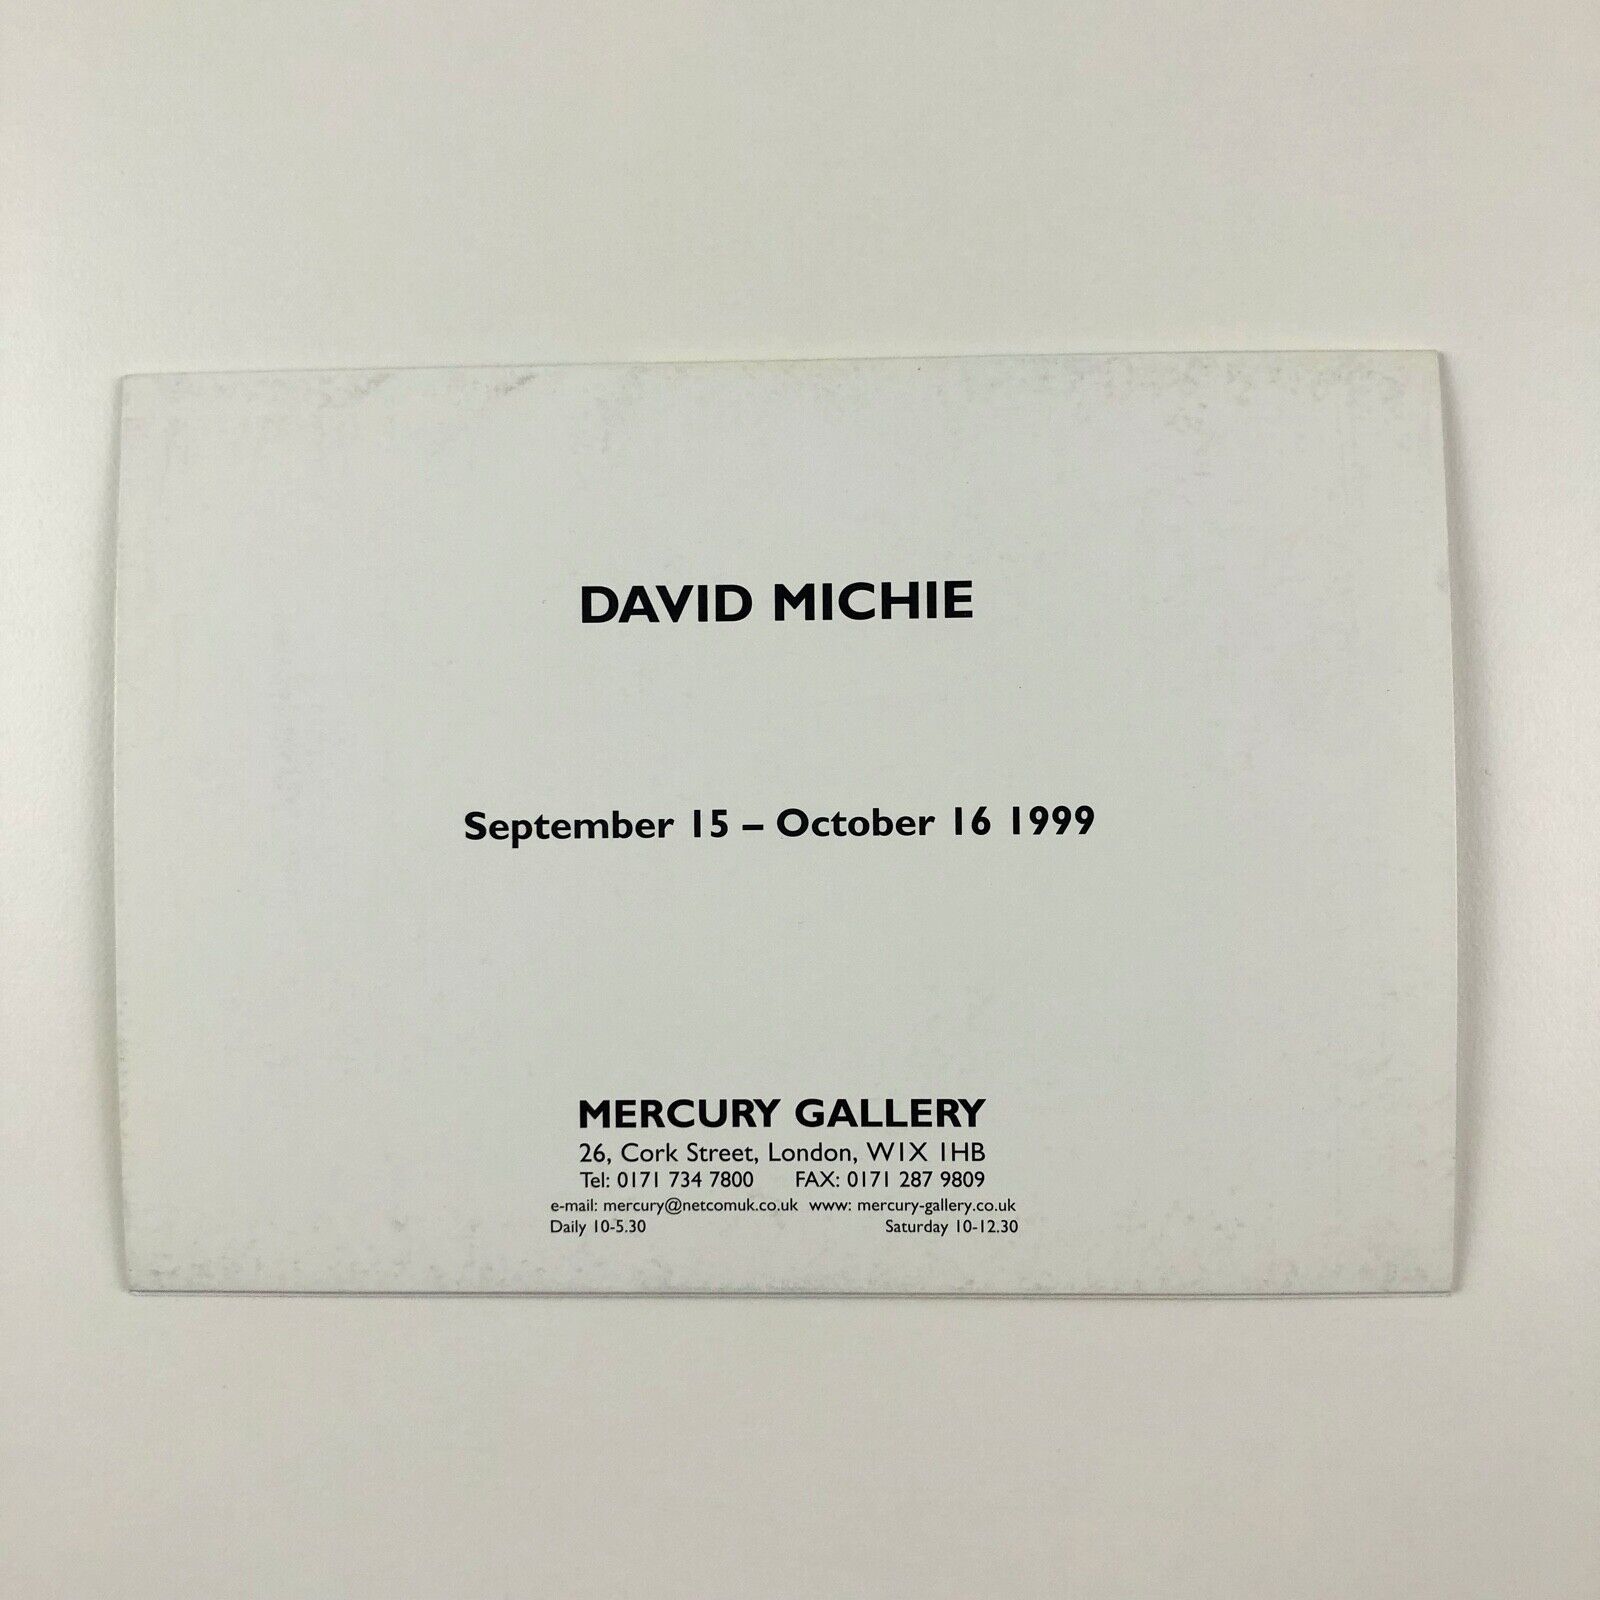 DAVID MICHIE
September 15 – October 16 1999
MERCURY GALLERY
26, Cork Street, London, W1X 1HB
Tel: 0171 734 7800 FAX: 0171 287 9809
e-mail: mercury@netcomuk.co.uk www: mercury-gallery.co.uk
Daily 10-5.30 Saturday 10-12.30